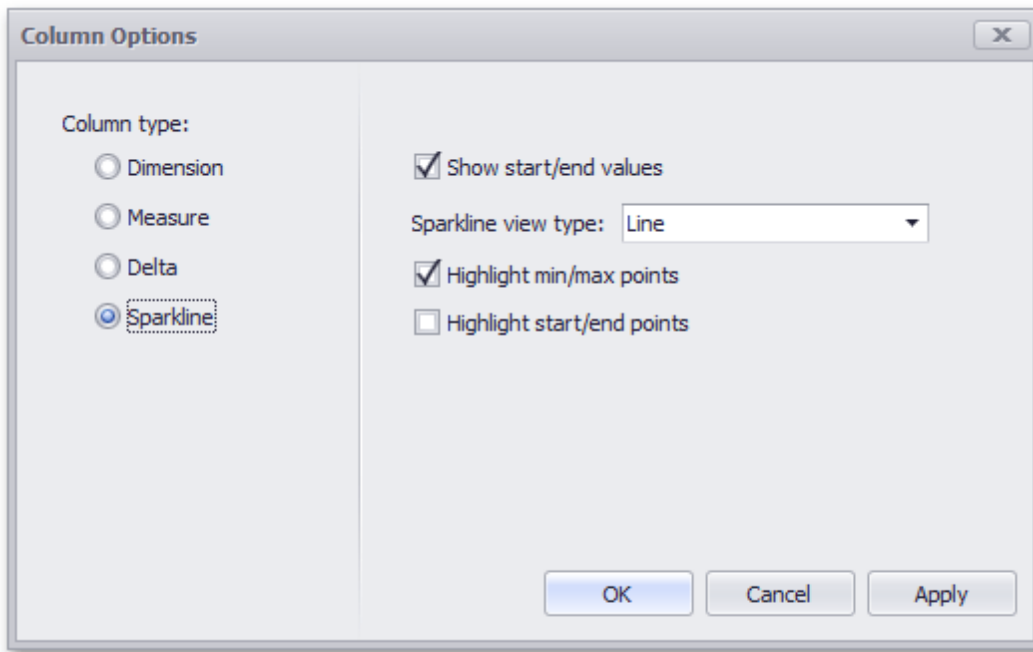 Column Options
Column type:
Dimension
Measure
Delta
Sparkline
Show start/end values
Sparkline view type: Line
Highlight min/max points
Highlight start/end points
OK Cancel Apply